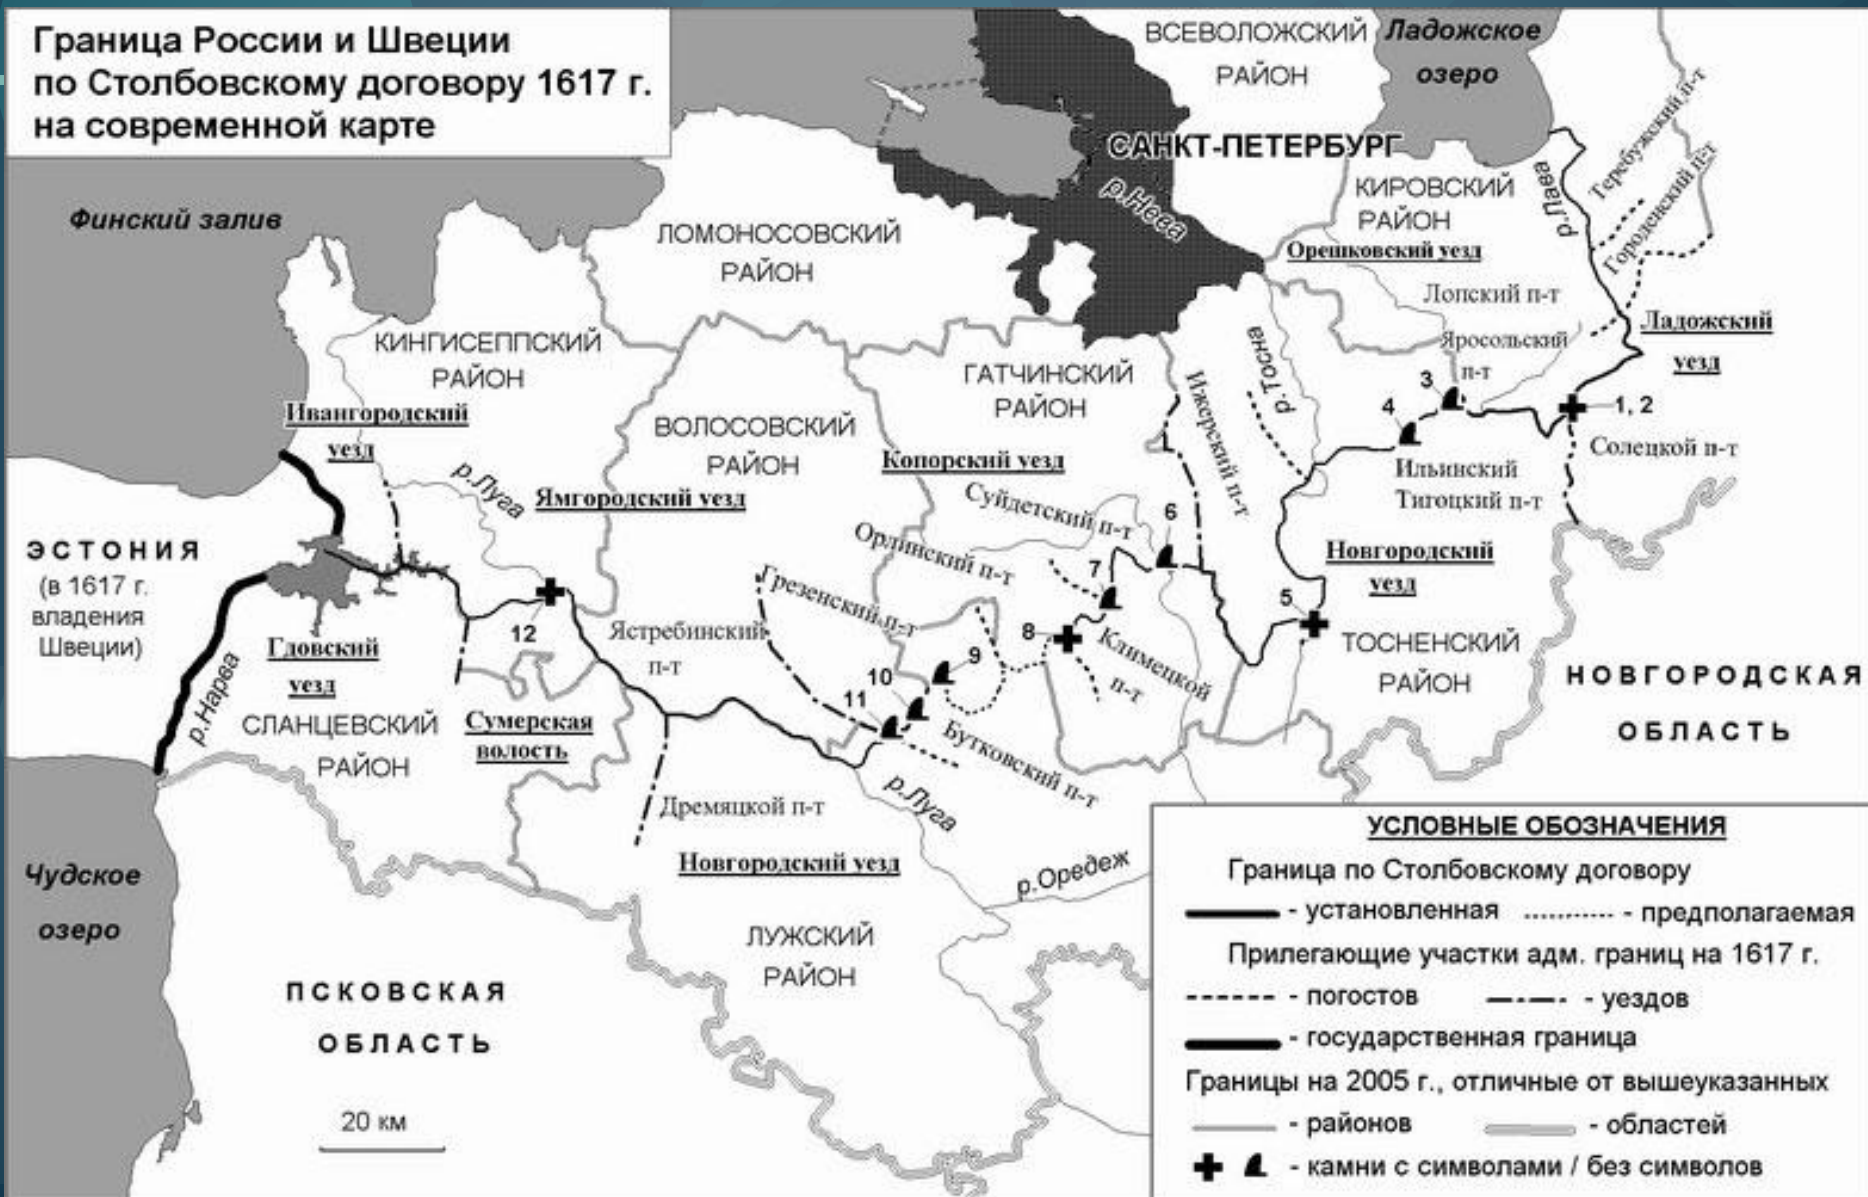 Граница России и Швеции
по Столбовскому договору 1617 г.
на современной карте
ВСЕВОЛОЖСКИЙ
РАЙОН
Ладожское
озеро
САНКТ-ПЕТЕРБУРГ
р.Нева
КИРОВСКИЙ
РАЙОН
р.Лава
Теребужский п-т
Городенский п-т
Орешковский уезд
Лопский п-т
Яросольский
п-т
Ладожский
уезд
Финский залив
ЛОМОНОСОВСКИЙ
РАЙОН
КИНГИСЕППСКИЙ
РАЙОН
Ивангородский
уезд
р.Луга
Ямгородский уезд
ВОЛОСОВСКИЙ
РАЙОН
ГАТЧИНСКИЙ
РАЙОН
Копорский уезд
Ижерский п-т
р.Тосна
3
4
1, 2
Солецкой п-т
Ильинский
Тигоцкий п-т
Суйдетский п-т
6
Орлинский п-т
7
Грезенский п-т
Новгородский
уезд
5
8
Климецкой
п-т
ТОСНЕНСКИЙ
РАЙОН
НОВГОРОДСКАЯ
ОБЛАСТЬ
ЭСТОНИЯ
(в 1617 г.
владения
Швеции)
р.Нарва
Гдовский
уезд
СЛАНЦЕВСКИЙ
РАЙОН
12
Ястребинский
п-т
Сумерская
волость
9
10
11
Бутковский п-т
р.Луга
Дремяцкой п-т
Новгородский уезд
р.Оредеж
Чудское
озеро
ЛУЖСКИЙ
РАЙОН
ПСКОВСКАЯ
ОБЛАСТЬ
20 км
УСЛОВНЫЕ ОБОЗНАЧЕНИЯ
Граница по Столбовскому договору
- установленная - предполагаемая
Прилегающие участки адм. границ на 1617 г.
- погостов - уездов
- государственная граница
Границы на 2005 г., отличные от вышеуказанных
- районов - областей
- камни с символами / без символов